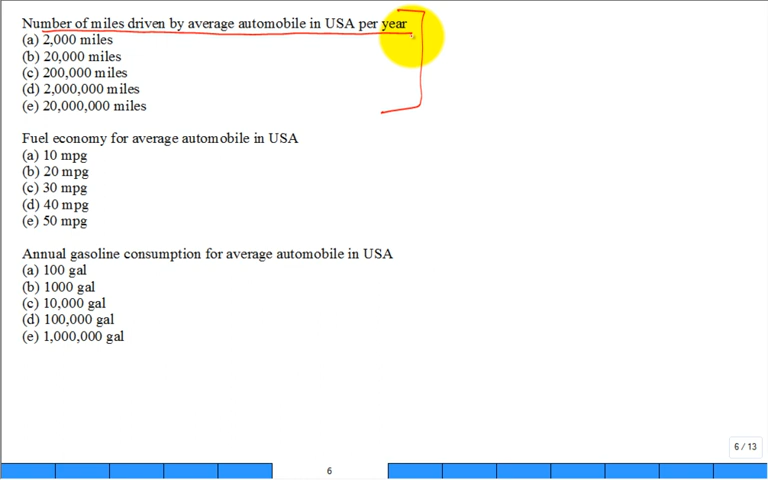 Number of miles driven by average automobile in USA per year
(a) 2,000 miles
(b) 20,000 miles
(c) 200,000 miles
(d) 2,000,000 miles
(e) 20,000,000 miles
Fuel economy for average automobile in USA
(a) 10 mpg
(b) 20 mpg
(c) 30 mpg
(d) 40 mpg
(e) 50 mpg
Annual gasoline consumption for average automobile in USA
(a) 100 gal
(b) 1000 gal
(c) 10,000 gal
(d) 100,000 gal
(e) 1,000,000 gal
6 / 13
6